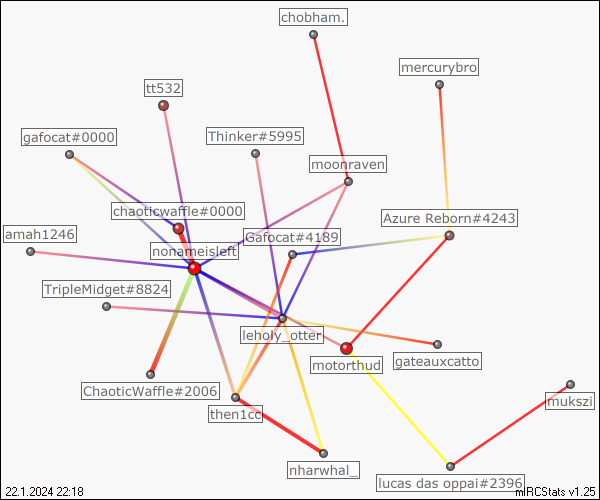 chobham.
mercurybro
tt532
gafocat#0000
Thinker#5995
moonraven
chaoticwaffle#0000
Azure Reborn#4243
amah1246
Gafocat#4189
nonameisleft
TripleMidget#8824
leholy_otter
motorthud
gateauxcatto
ChaoticWaffle#2006
mukszi
then1cc
nharwhal_
lucas das oppai#2396
22.1.2024 22:18
mIRCStats v1.25